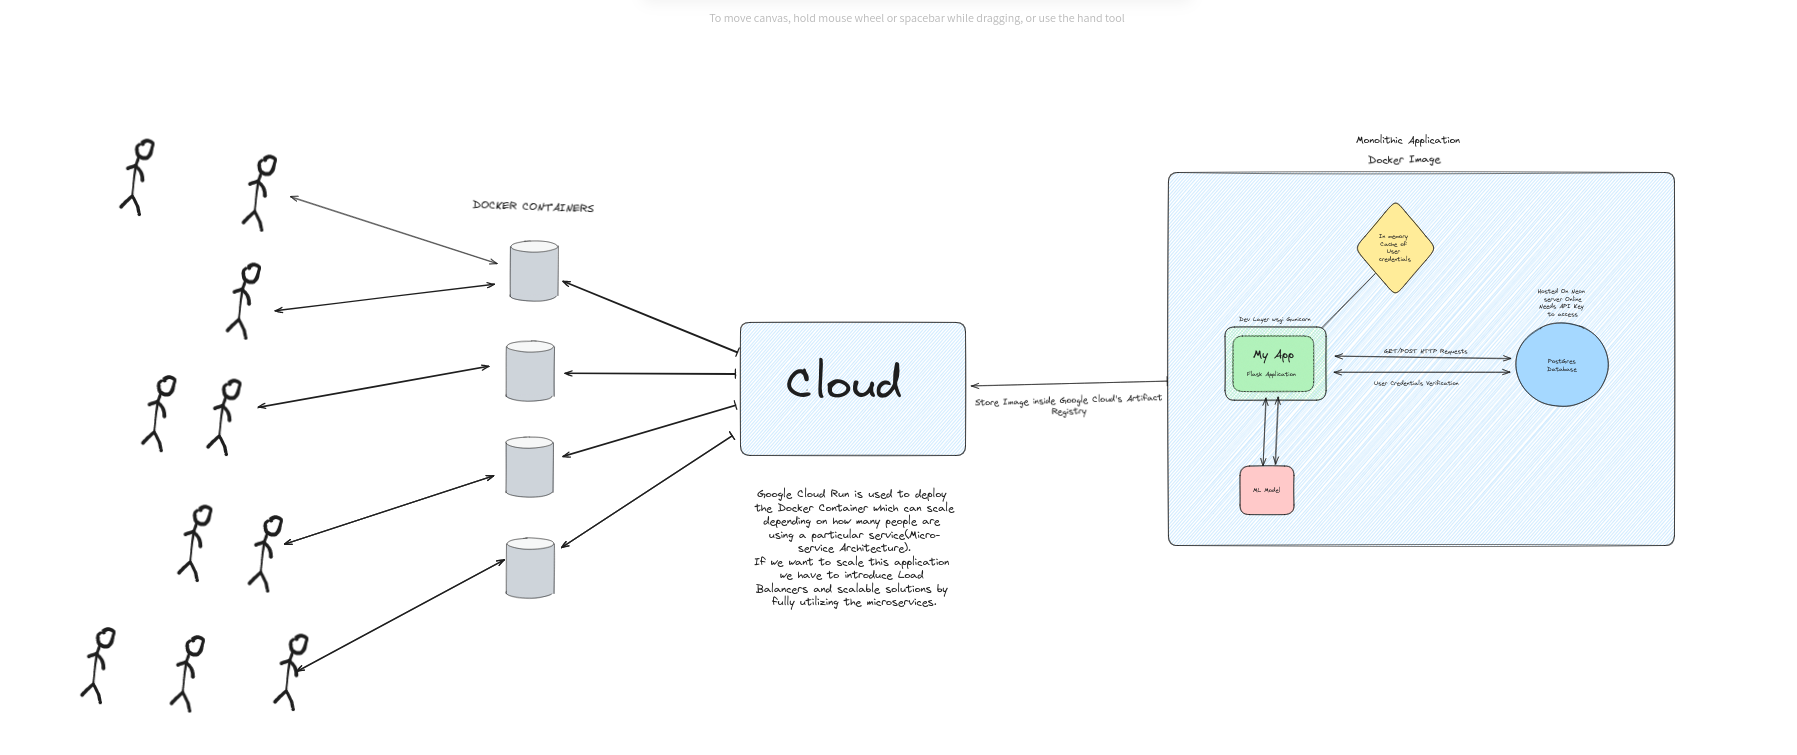 To move canvas, hold mouse wheel or spacebar while dragging, or use the hand tool
DOCKER CONTAINERS
Cloud
Google Cloud Run is used to deploy
the Docker Container which can scale
depending on how many people are
using a particular service(Micro-
service Architecture).
If we want to scale this application
we have to introduce Load
Balancers and scalable solutions by
fully utilizing the microservices.
Store Image inside Google Cloud's Artifact
Registry
Monolithic Application
Docker Image
In memory
Cache of
User
credentials
Dev Layer wsgi Gunicorn
My App
Flask Application
GET/POST HTTP Requests
User Credentials Verification
Hosted On Neon
server Online
Needs API Key
to access
PostGres
Database
ML Model